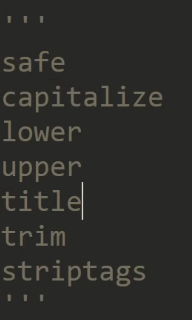 '''
safe
capitalize
lower
upper
title
trim
striptags
'''